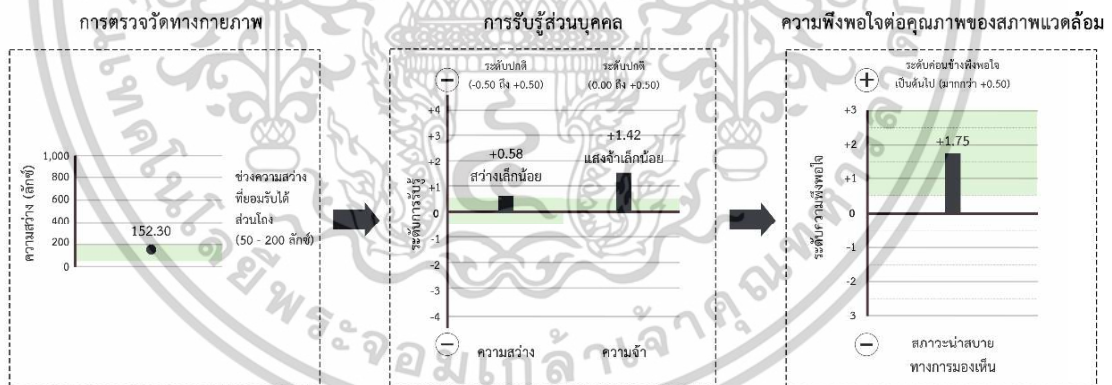 การตรวจวัดทางกายภาพ
ความสว่าง (ลักซ์)
1,000
800
600
400
200
0
152.30
ช่วงความสว่าง
ที่ยอมรับได้
ส่วนโถง
(50 - 200 ลักซ์)
การรับรู้ส่วนบุคคล
ระดับปกติ
(-0.50 ถึง +0.50)
ระดับปกติ
(0.00 ถึง +0.50)
ระดับการรับรู้
+4
+3
+2
+1
0
-1
-2
-3
-4
+0.58
สว่างเล็กน้อย
+1.42
แสงจ้าเล็กน้อย
ความสว่าง
ความจ้า
ความพึงพอใจต่อคุณภาพของสภาพแวดล้อม
ระดับค่อนข้างพึงพอใจ
เป็นต้นไป (มากกว่า +0.50)
ระดับความพึงพอใจ
+3
+2
+1
0
-1
-2
3
+1.75
สภาวะน่าสบาย
ทางการมองเห็น